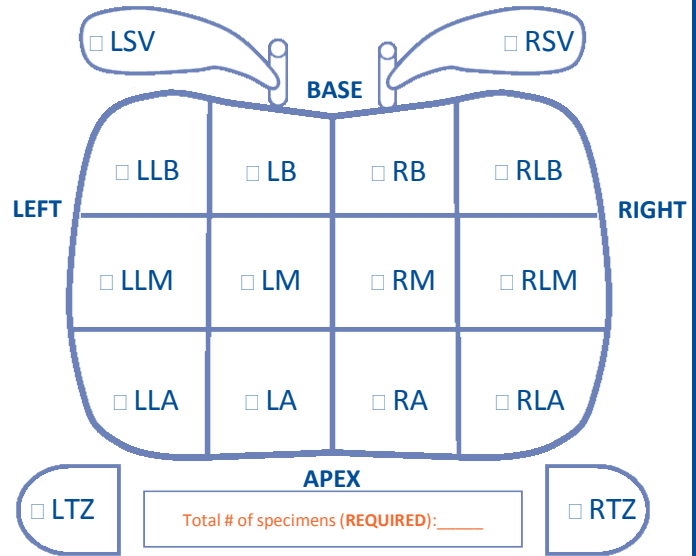 □ LSV
□ RSV
BASE
□ LLB
□ LB
□ RB
□ RLB
LEFT
RIGHT
□ LLM
□ LM
□ RM
□ RLM
□ LLA
□ LA
□ RA
□ RLA
APEX
□ LTZ
Total # of specimens (REQUIRED):_____
□ RTZ